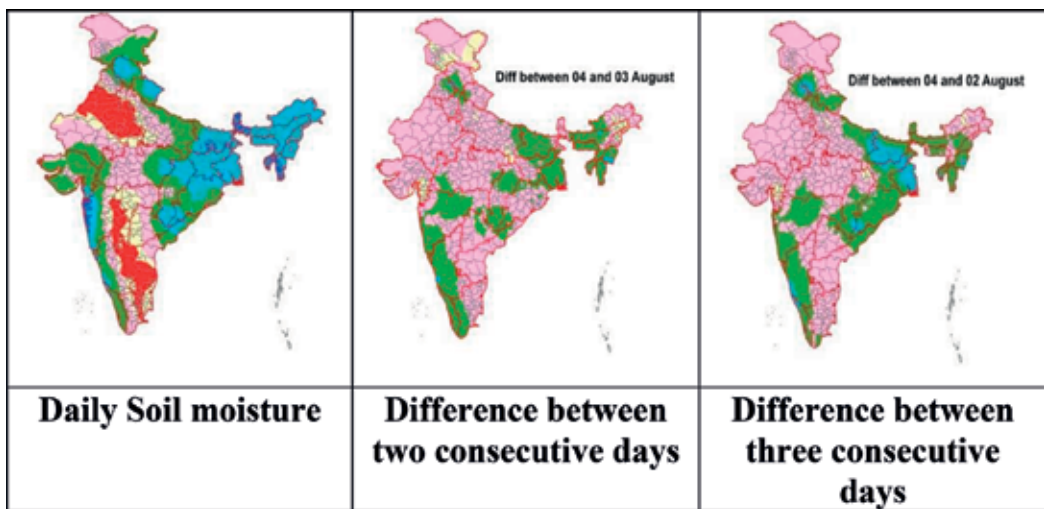 Diff between 04 and 03 August
Diff between 04 and 02 August
Daily Soil moisture
Difference between
two consecutive days
Difference between
three consecutive
days